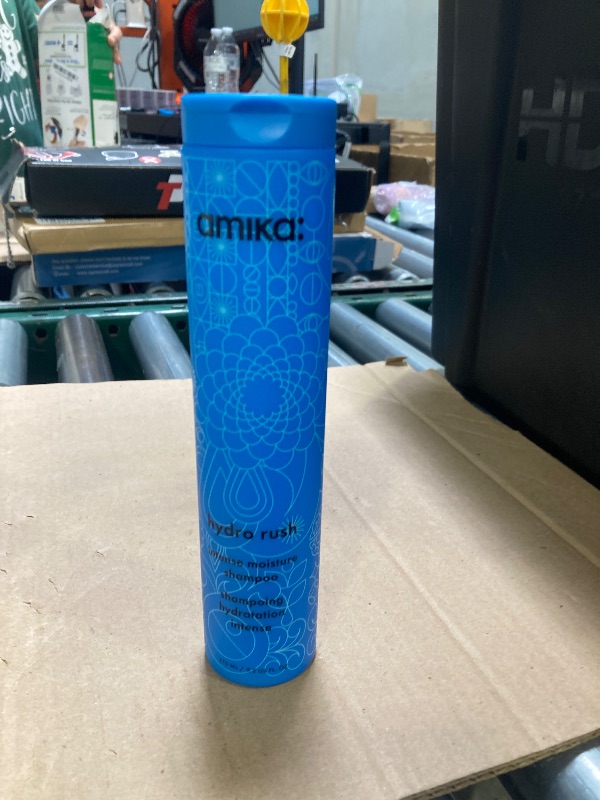 amika:
hydro rush
intense moisture
shampoo
shampoing
hydratation
intense